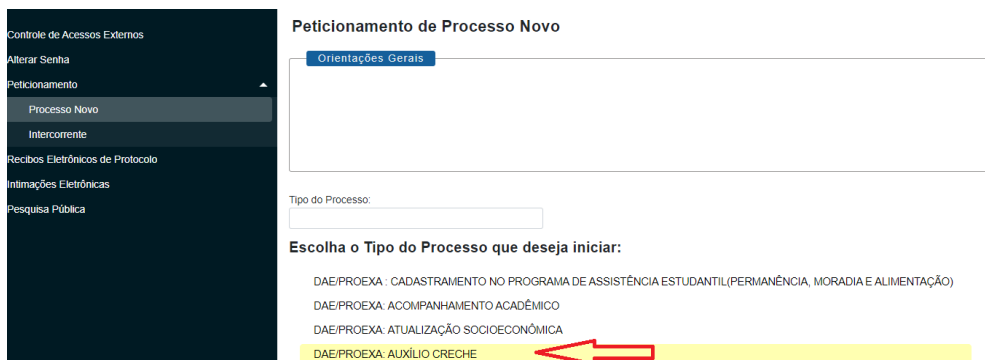 Controle de Acessos Externos
Alterar Senha
Peticionamento
Processo Novo
Intercorrente
Recibos Eletrônicos de Protocolo
Intimações Eletrônicas
Pesquisa Pública
Peticionamento de Processo Novo
Orientações Gerais
Tipo do Processo:
Escolha o Tipo do Processo que deseja iniciar:
DAE/PROEXA : CADASTRAMENTO NO PROGRAMA DE ASSISTÊNCIA ESTUDANTIL(PERMANÊNCIA, MORADIA E ALIMENTAÇÃO)
DAE/PROEXA: ACOMPANHAMENTO ACADÊMICO
DAE/PROEXA: ATUALIZAÇÃO SOCIOECONÔMICA
DAE/PROEXA: AUXÍLIO CRECHE